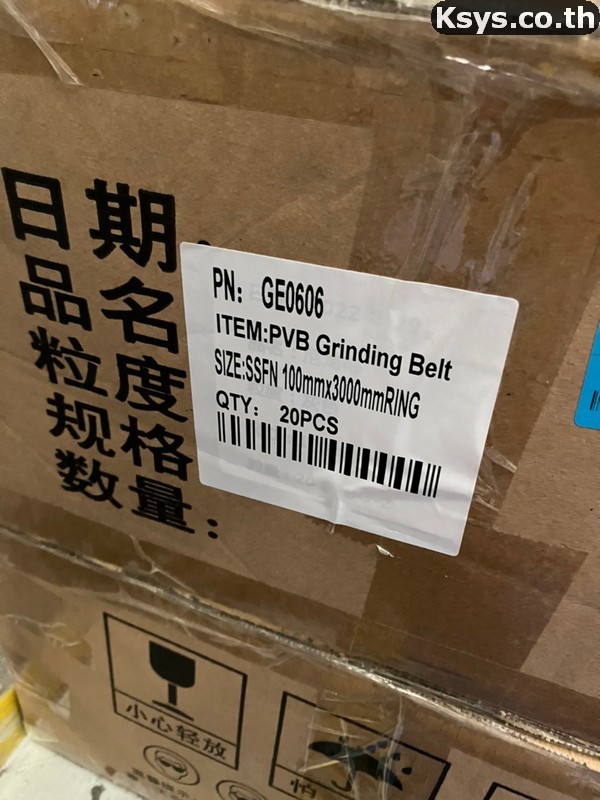 Ksys.co.th
日期:
品名
粒度
规格
数量:
PN: GE0606
ITEM:PVB Grinding Belt
SIZE:SSFN 100mmx3000mmRING
QTY: 20PCS
小心轻放
怕